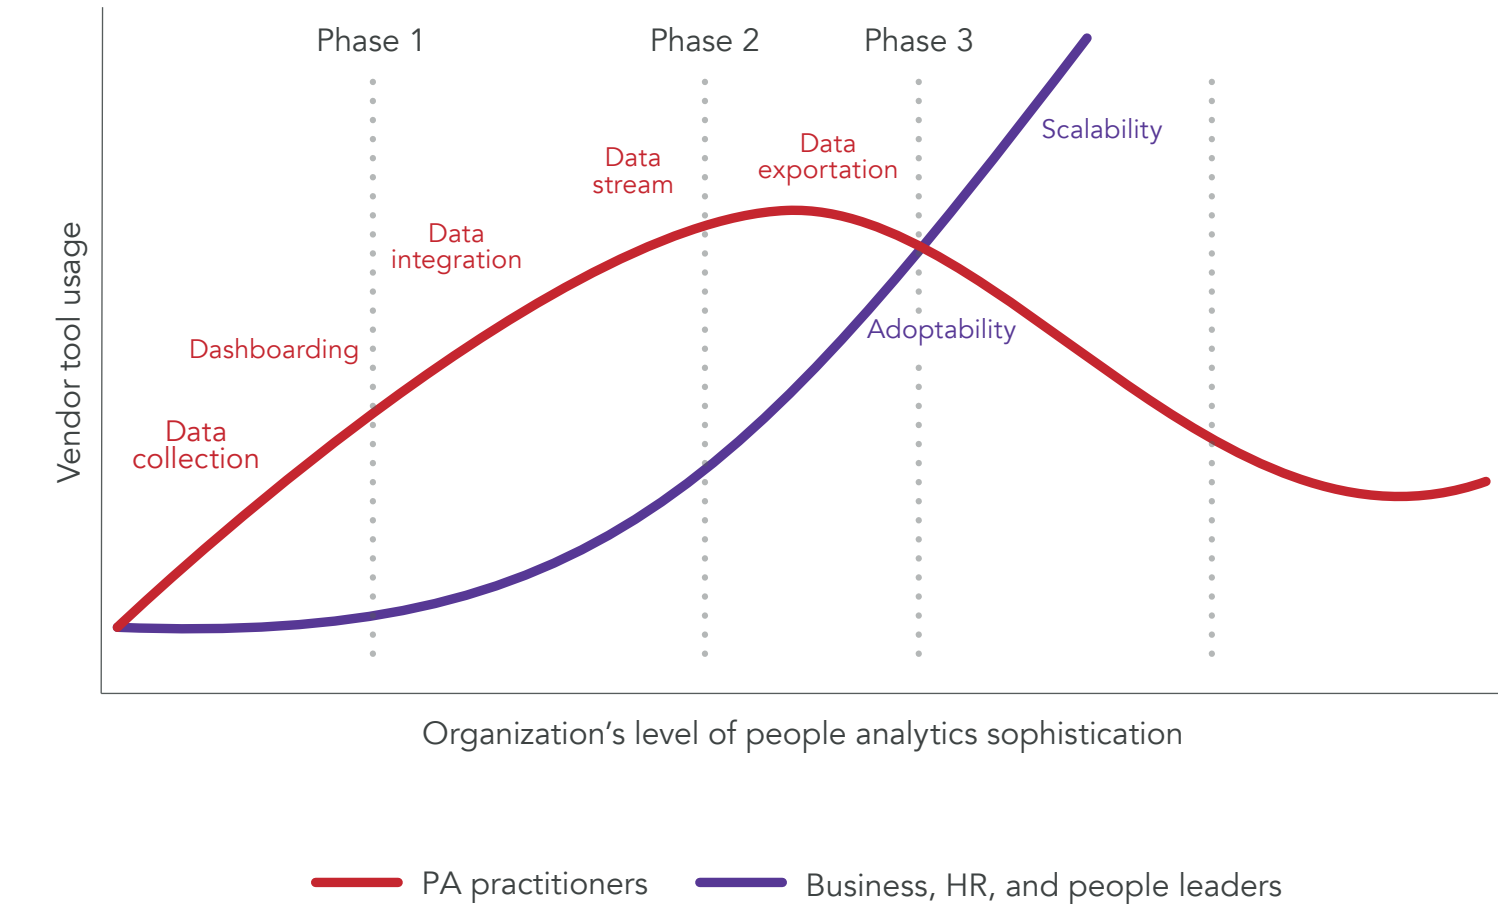 Phase 1
Phase 2
Phase 3
Scalability
Data
exportation
Data
stream
Data
integration
Adoptability
Dashboarding
Data
collection
Vendor tool usage
Organization’s level of people analytics sophistication
PA practitioners
Business, HR, and people leaders